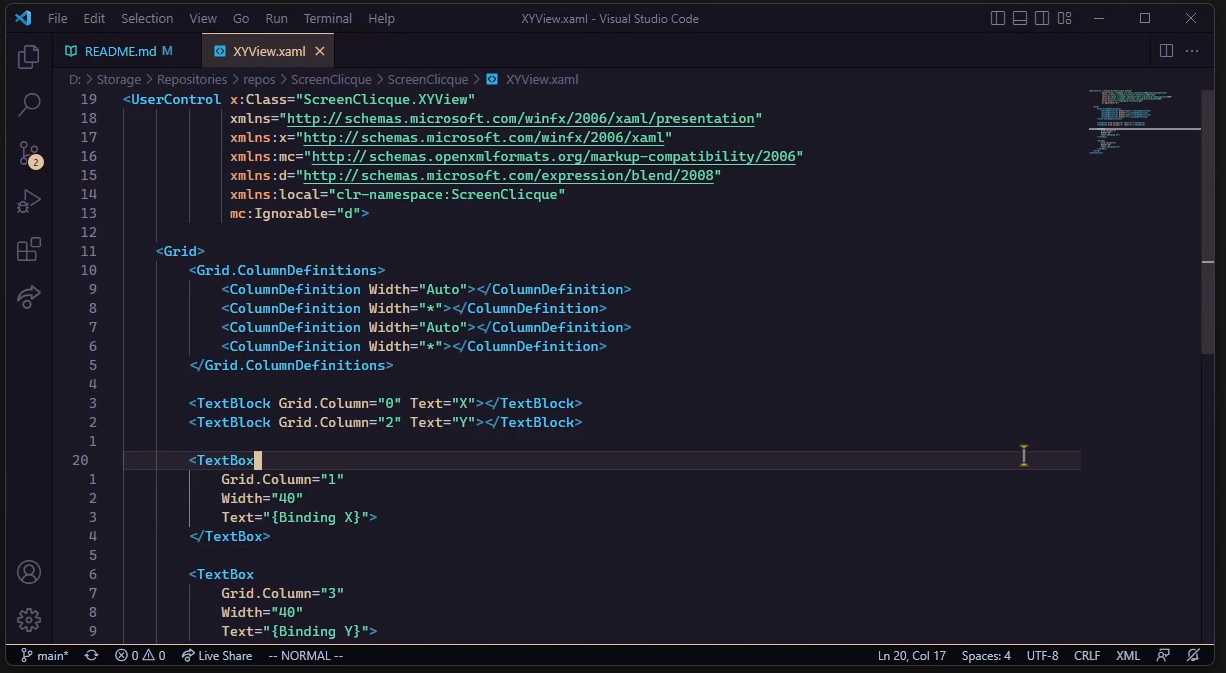 File Edit Selection View Go Run Terminal Help XYView.xaml - Visual Studio Code
README.md M XYView.xaml
D: > Storage > Repositories > repos > ScreenClicque > ScreenClicque > XYView.xaml
19 <UserControl x:Class="ScreenClicque.XYView"
18 xmlns="http://schemas.microsoft.com/winfx/2006/xaml/presentation"
17 xmlns:x="http://schemas.microsoft.com/winfx/2006/xaml"
16 xmlns:mc="http://schemas.openxmlformats.org/markup-compatibility/2006"
15 xmlns:d="http://schemas.microsoft.com/expression/blend/2008"
14 xmlns:local="clr-namespace:ScreenClicque"
13 mc:Ignorable="d">
12
11 <Grid>
10 <Grid.ColumnDefinitions>
9 <ColumnDefinition Width="Auto"></ColumnDefinition>
8 <ColumnDefinition Width="*"></ColumnDefinition>
7 <ColumnDefinition Width="Auto"></ColumnDefinition>
6 <ColumnDefinition Width="*"></ColumnDefinition>
5 </Grid.ColumnDefinitions>
4
3 <TextBlock Grid.Column="0" Text="X"></TextBlock>
2 <TextBlock Grid.Column="2" Text="Y"></TextBlock>
1
20 <TextBox
1 Grid.Column="1"
2 Width="40"
3 Text="{Binding X}">
4 </TextBox>
5
6 <TextBox
7 Grid.Column="3"
8 Width="40"
9 Text="{Binding Y}">
2
main* 0 0 Live Share -- NORMAL -- Ln 20, Col 17 Spaces: 4 UTF-8 CRLF XML